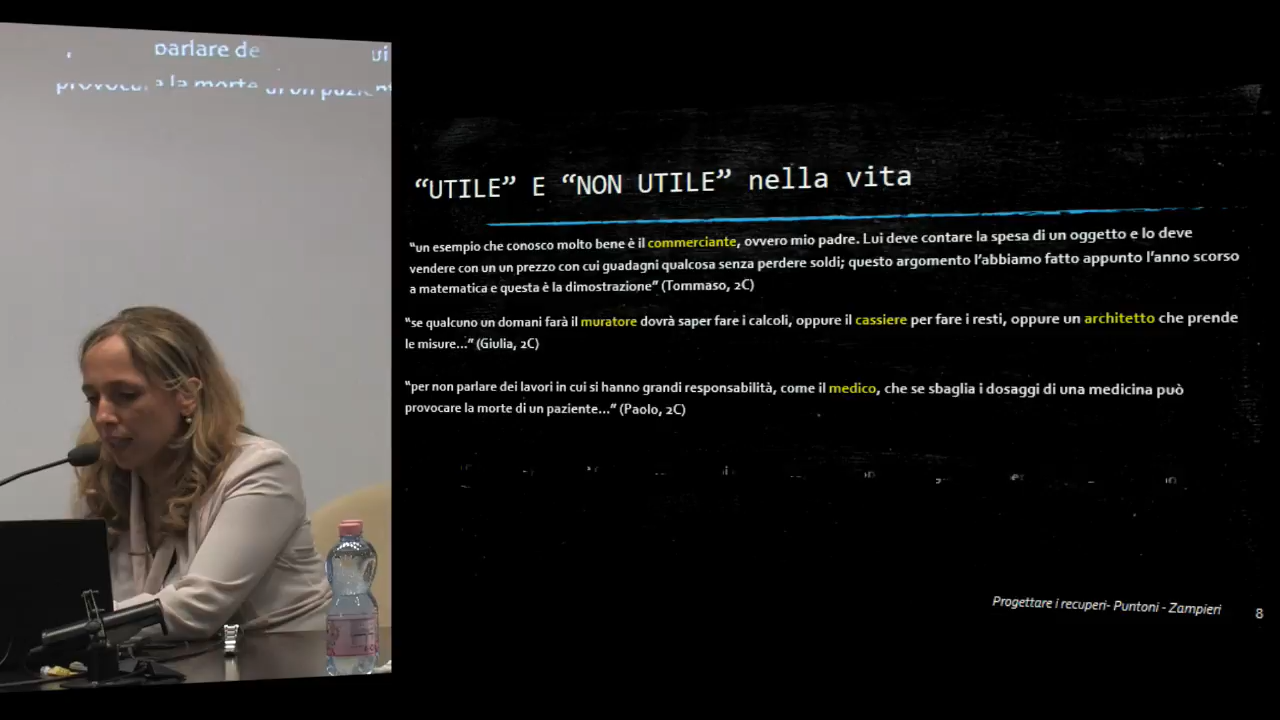 parlare de
provocare la morte di un pazient
“UTILE” E “NON UTILE” nella vita
“un esempio che conosco molto bene è il commerciante, ovvero mio padre. Lui deve contare la spesa di un oggetto e lo deve
vendere con un un prezzo con cui guadagni qualcosa senza perdere soldi; questo argomento l’abbiamo fatto appunto l’anno scorso
a matematica e questa è la dimostrazione” (Tommaso, 2C)
“se qualcuno un domani farà il muratore dovrà saper fare i calcoli, oppure il cassiere per fare i resti, oppure un architetto che prende
le misure...” (Giulia, 2C)
“per non parlare dei lavori in cui si hanno grandi responsabilità, come il medico, che se sbaglia i dosaggi di una medicina può
provocare la morte di un paziente...” (Paolo, 2C)
Progettare i recuperi- Puntoni - Zampieri
8